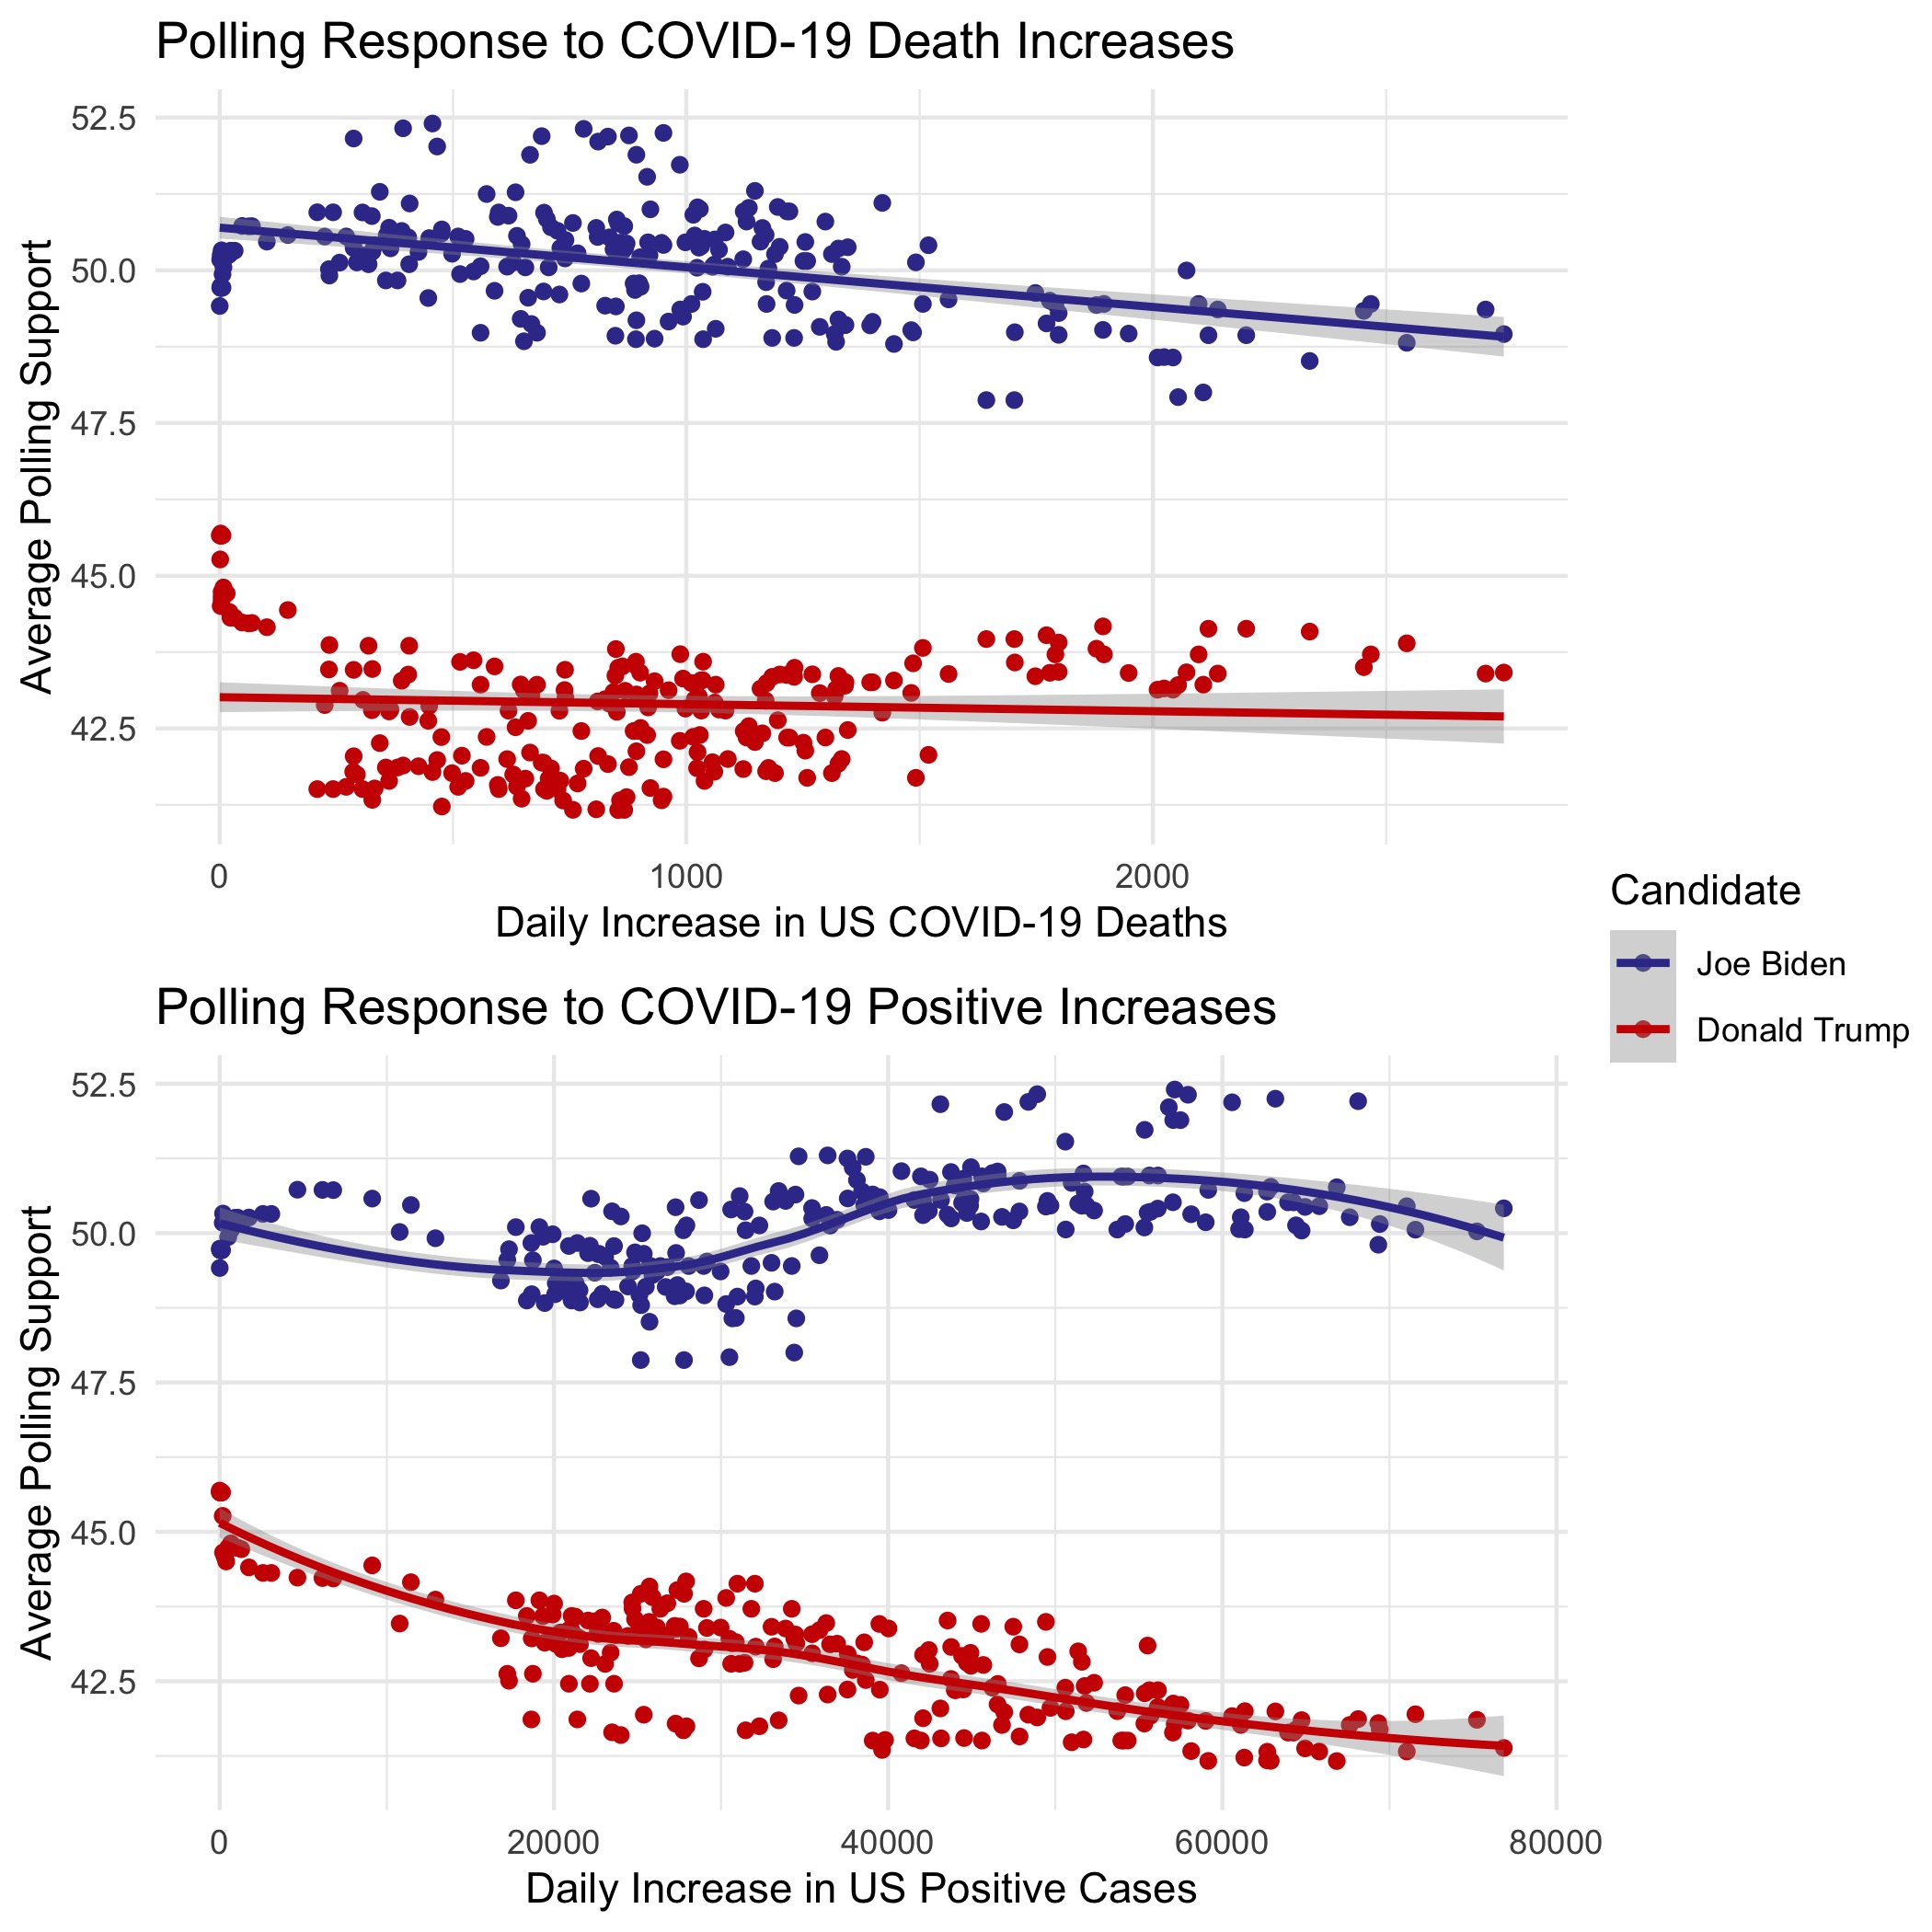 Polling Response to COVID-19 Death Increases
Average Polling Support
52.5
50.0
47.5
45.0
42.5
0
1000
2000
Daily Increase in US COVID-19 Deaths
Candidate
Joe Biden
Donald Trump
Polling Response to COVID-19 Positive Increases
Average Polling Support
52.5
50.0
47.5
45.0
42.5
0
20000
40000
60000
80000
Daily Increase in US Positive Cases